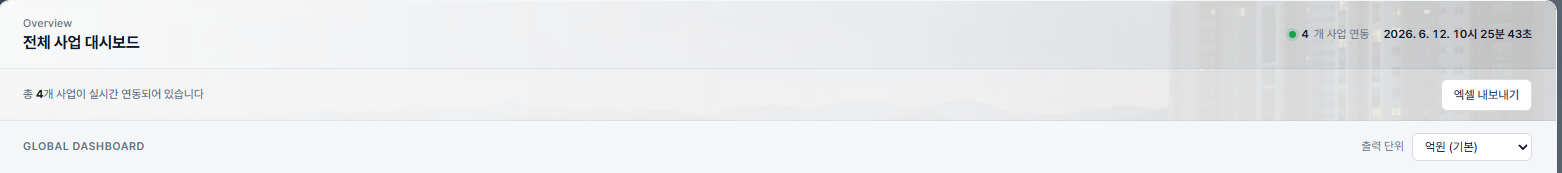 Overview
전체 사업 대시보드
4 개 사업 연동 2026. 6. 12. 10시 25분 43초
총 4개 사업이 실시간 연동되어 있습니다
엑셀 내보내기
GLOBAL DASHBOARD
출력 단위 억원 (기본)